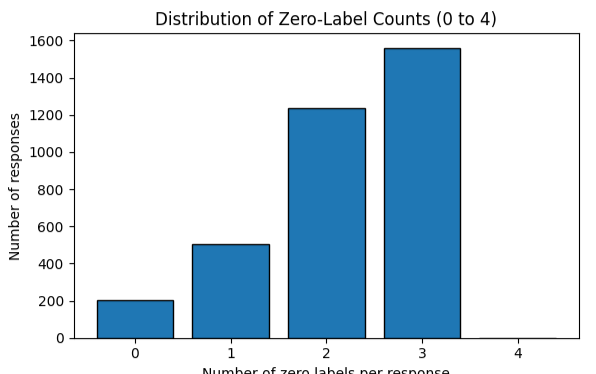 Distribution of Zero-Label Counts (0 to 4)
1600
1400
1200
1000
800
600
400
200
0
Number of responses
0 1 2 3 4
Number of zero labels per response